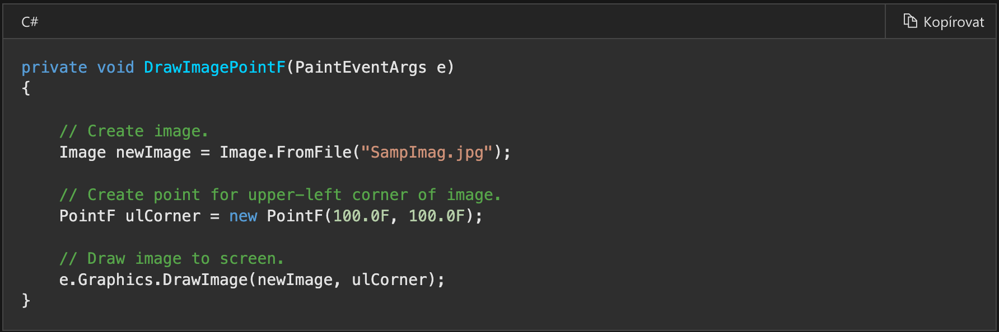 C#
Kopírovat
private void DrawImagePointF(PaintEventArgs e)
{
// Create image.
Image newImage = Image.FromFile("SampImag.jpg");
// Create point for upper-left corner of image.
PointF ulCorner = new PointF(100.0F, 100.0F);
// Draw image to screen.
e.Graphics.DrawImage(newImage, ulCorner);
}